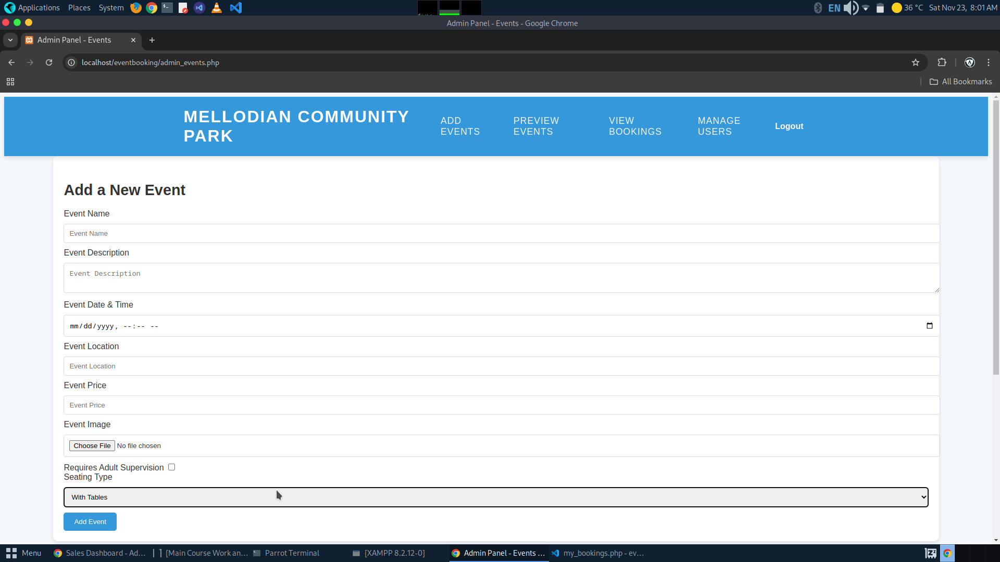 Applications Places System
EN
36 °C Sat Nov 23, 8:01 AM
Admin Panel - Events - Google Chrome
Admin Panel - Events
localhost/eventbooking/admin_events.php
All Bookmarks
MELLODIAN COMMUNITY
PARK
ADD
EVENTS
PREVIEW
EVENTS
VIEW
BOOKINGS
MANAGE
USERS
Logout
Add a New Event
Event Name
Event Name
Event Description
Event Description
Event Date & Time
mm/dd/yyyy, --:-- --
Event Location
Event Location
Event Price
Event Price
Event Image
Choose File No file chosen
Requires Adult Supervision
Seating Type
With Tables
Add Event
Menu Sales Dashboard - Ad... [Main Course Work an... Parrot Terminal [XAMPP 8.2.12-0] Admin Panel - Events ... my_bookings.php - ev...